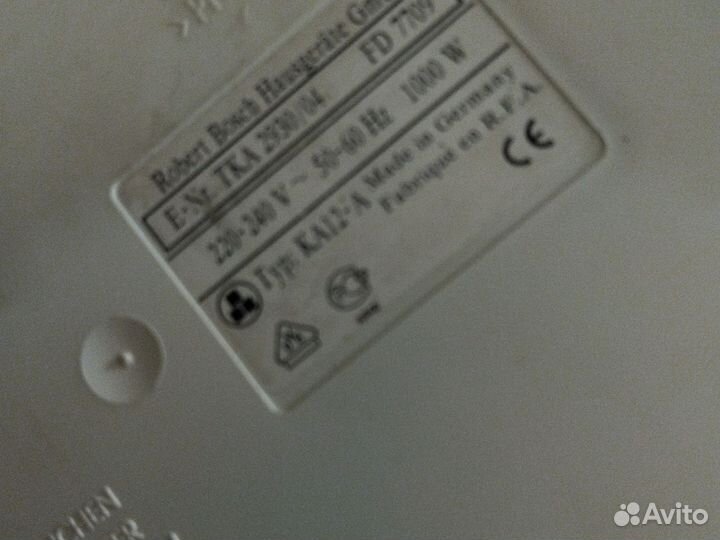 Robert Bosch Hausgeräte GmbH
E-Nr. TKA 2930/04 FD 7709
220-240 V ~ 50-60 Hz 1000 W
Typ: KA12-A Made in Germany
Fabriqué en R.F.A.
CE
Avito